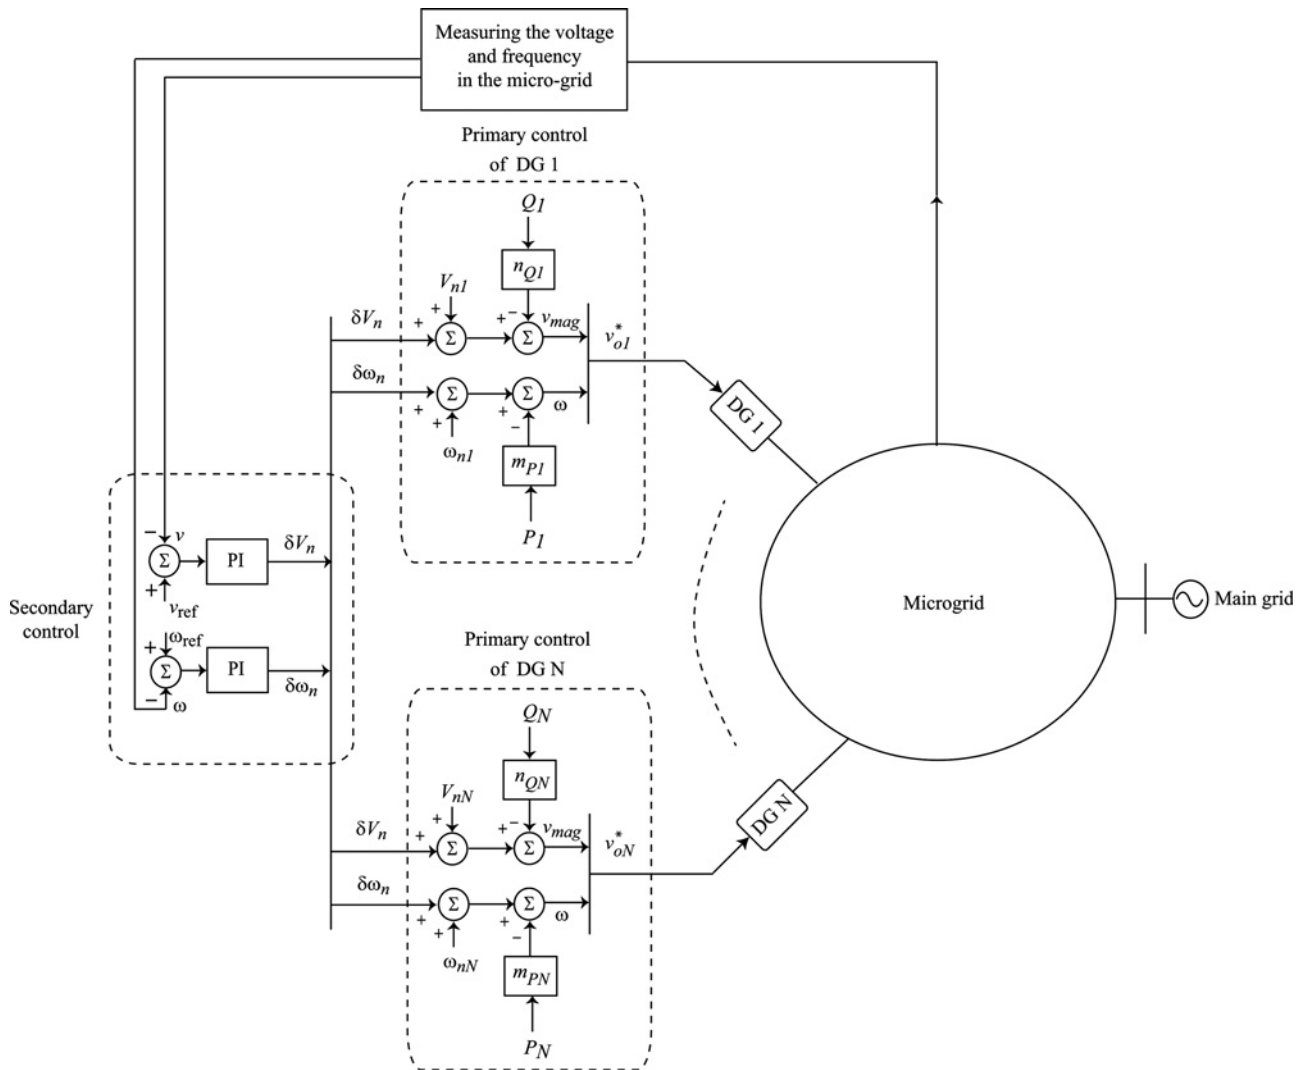 Measuring the voltage
and frequency
in the micro-grid
Primary control
of DG 1
Q1
nQ1
Vn1
+
+
+
−
vmag
δVn
Σ
Σ
v*o1
δωn
Σ
Σ
ω
+
+
+
−
ωn1
mP1
P1
DG 1
Microgrid
Main grid
Secondary
control
−
v
Σ
PI
δVn
+
vref
ωref
+
Σ
PI
δωn
−
ω
Primary control
of DG N
QN
nQN
VnN
+
+
+
−
vmag
δVn
Σ
Σ
v*oN
δωn
Σ
Σ
ω
+
+
+
−
ωnN
mPN
PN
DG N